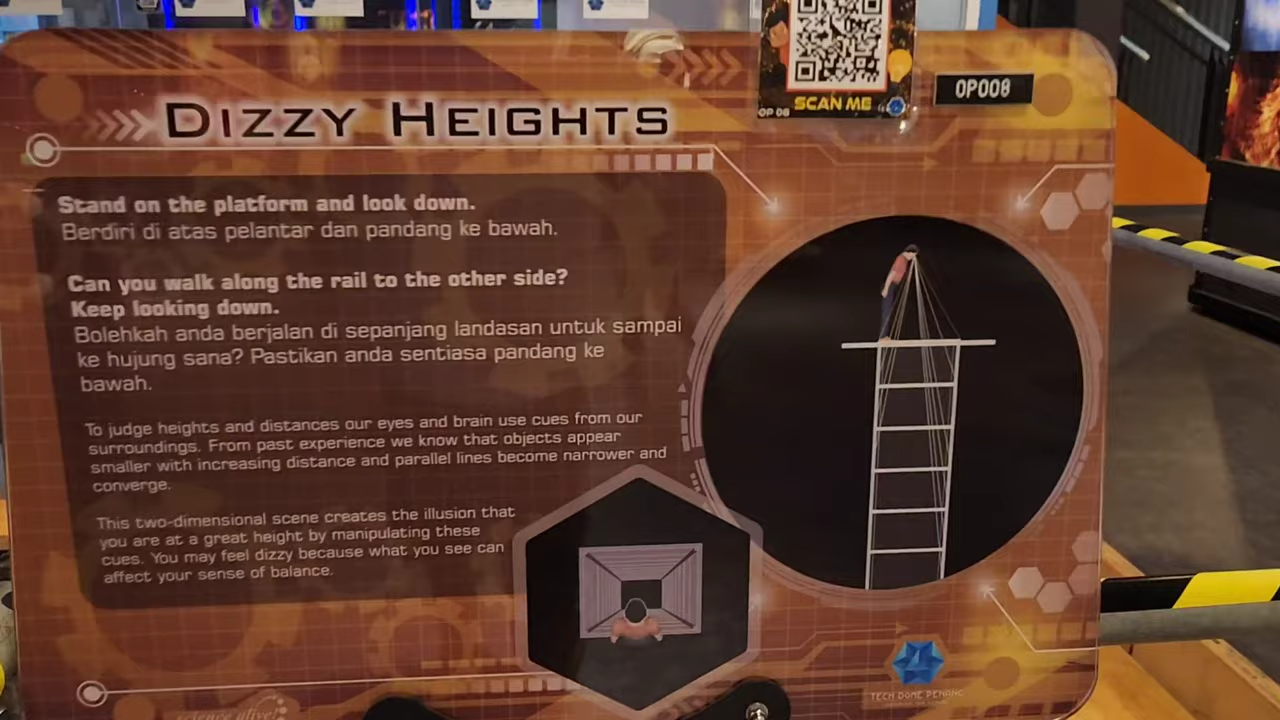 SCAN ME
OP 08
OP008
DIZZY HEIGHTS
Stand on the platform and look down.
Berdiri di atas pelantar dan pandang ke bawah.
Can you walk along the rail to the other side?
Keep looking down.
Bolehkah anda berjalan di sepanjang landasan untuk sampai
ke hujung sana? Pastikan anda sentiasa pandang ke
bawah.
To judge heights and distances our eyes and brain use cues from our
surroundings. From past experience we know that objects appear
smaller with increasing distance and parallel lines become narrower and
converge.
This two-dimensional scene creates the illusion that
you are at a great height by manipulating these
cues. You may feel dizzy because what you see can
affect your sense of balance.
TECH DOME PENANG
science alive!